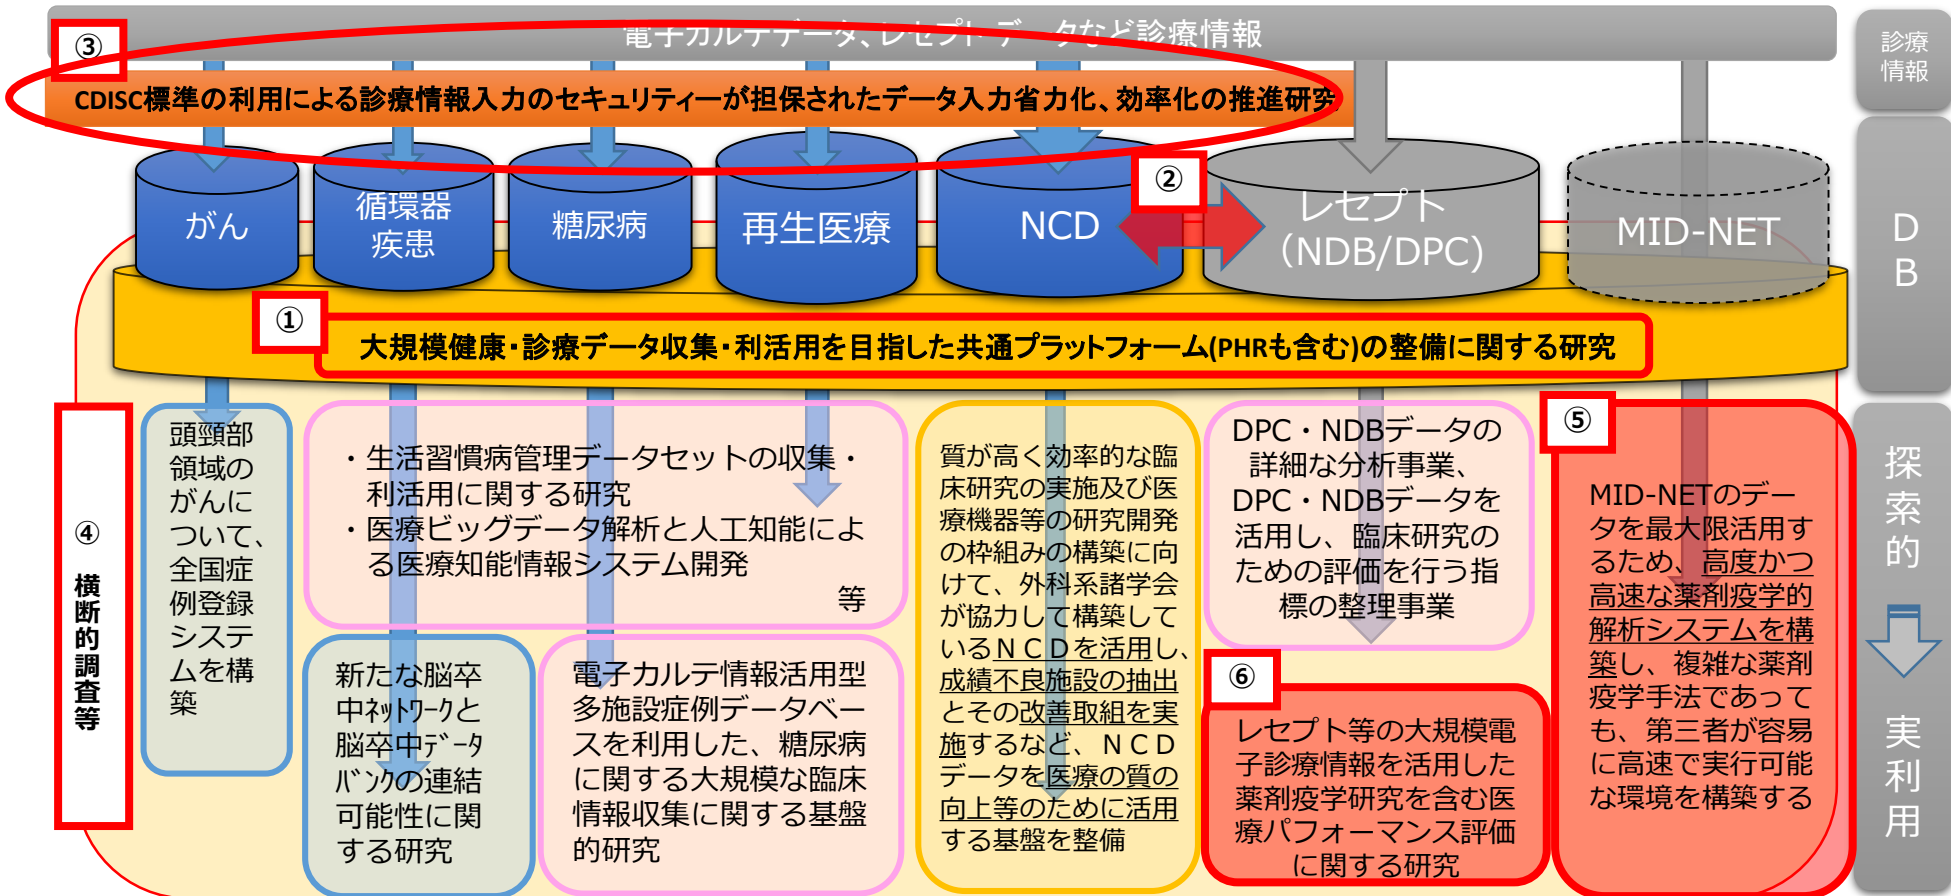 電子カルテデータ、レセプトデータなど診療情報
診療
情報
③
CDISC標準の利用による診療情報入力のセキュリティーが担保されたデータ入力省力化、効率化の推進研究
がん
循環器
疾患
糖尿病
再生医療
NCD
②
レセプト
(NDB/DPC)
MID-NET
D
B
①
大規模健康・診療データ収集・利活用を目指した共通プラットフォーム(PHRも含む)の整備に関する研究
④
横断的調査等
頭頸部
領域の
がんに
ついて、
全国症
例登録
システ
ムを構
築
・生活習慣病管理データセットの収集・
利活用に関する研究
・医療ビッグデータ解析と人工知能によ
る医療知能情報システム開発
等
新たな脳卒
中ﾈｯﾄﾜｰｸと
脳卒中ﾃﾞｰﾀ
ﾊﾞﾝｸの連結
可能性に関
する研究
電子カルテ情報活用型
多施設症例データベー
スを利用した、糖尿病
に関する大規模な臨床
情報収集に関する基盤
的研究
質が高く効率的な臨
床研究の実施及び医
療機器等の研究開発
の枠組みの構築に向
けて、外科系諸学会
が協力して構築して
いるＮＣＤを活用し、
成績不良施設の抽出
とその改善取組を実
施するなど、ＮＣＤ
データを医療の質の
向上等のために活用
する基盤を整備
DPC・NDBデータの
詳細な分析事業、
DPC・NDBデータを
活用し、臨床研究の
ための評価を行う指
標の整理事業
⑥
レセプト等の大規模電
子診療情報を活用した
薬剤疫学研究を含む医
療パフォーマンス評価
に関する研究
⑤
MID-NETのデー
タを最大限活用す
るため、高度かつ
高速な薬剤疫学的
解析システムを構
築し、複雑な薬剤
疫学手法であって
も、第三者が容易
に高速で実行可能
な環境を構築する
探索的
実利用